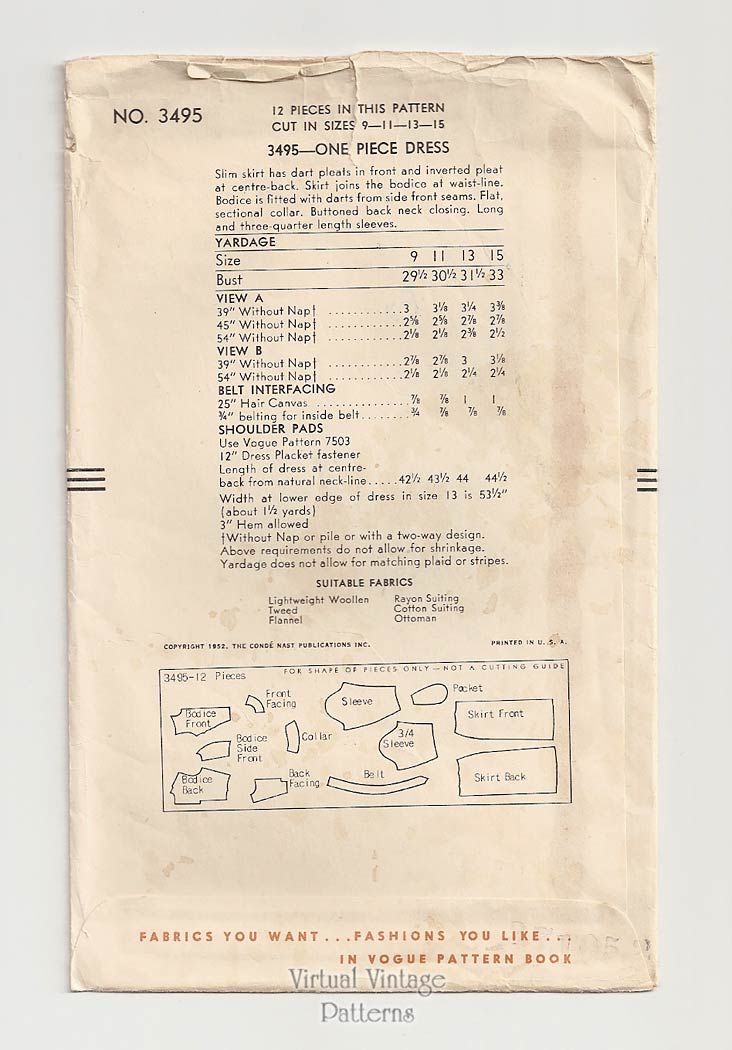 NO. 3495
12 PIECES IN THIS PATTERN
CUT IN SIZES 9—11—13—15
3495—ONE PIECE DRESS
Slim skirt has dart pleats in front and inverted pleat
at centre-back. Skirt joins the bodice at waist-line.
Bodice is fitted with darts from side front seams. Flat,
sectional collar. Buttoned back neck closing. Long
and three-quarter length sleeves.
YARDAGE
Size 9 11 13 15
Bust 29½ 30½ 31½ 33
VIEW A
39" Without Nap† ............3 3⅛ 3¼ 3⅜
45" Without Nap† ............2⅝ 2⅝ 2⅞ 2⅞
54" Without Nap† ............2⅛ 2⅛ 2⅜ 2½
VIEW B
39" Without Nap† ............2⅞ 2⅞ 3 3⅛
54" Without Nap† ............2⅛ 2⅛ 2¼ 2¼
BELT INTERFACING
25" Hair Canvas ..............⅞ ⅞ 1 1
¾" belting for inside belt........¾ ⅞ ⅞ ⅞
SHOULDER PADS
Use Vogue Pattern 7503
12" Dress Placket fastener
Length of dress at centre-
back from natural neck-line.....42½ 43½ 44 44½
Width at lower edge of dress in size 13 is 53½"
(about 1½ yards)
3" Hem allowed
†Without Nap or pile or with a two-way design.
Above requirements do not allow for shrinkage.
Yardage does not allow for matching plaid or stripes.
SUITABLE FABRICS
Lightweight Woollen Rayon Suiting
Tweed Cotton Suiting
Flannel Ottoman
COPYRIGHT 1952, THE CONDÉ NAST PUBLICATIONS INC. PRINTED IN U. S. A.
3495-12 Pieces FOR SHAPE OF PIECES ONLY—NOT A CUTTING GUIDE
Bodice
Front
Front
Facing
Sleeve
Pocket
Skirt Front
Bodice
Side
Front
Collar
3/4
Sleeve
Bodice
Back
Back
Facing
Belt
Skirt Back
FABRICS YOU WANT...FASHIONS YOU LIKE...
IN VOGUE PATTERN BOOK
Virtual Vintage
Patterns